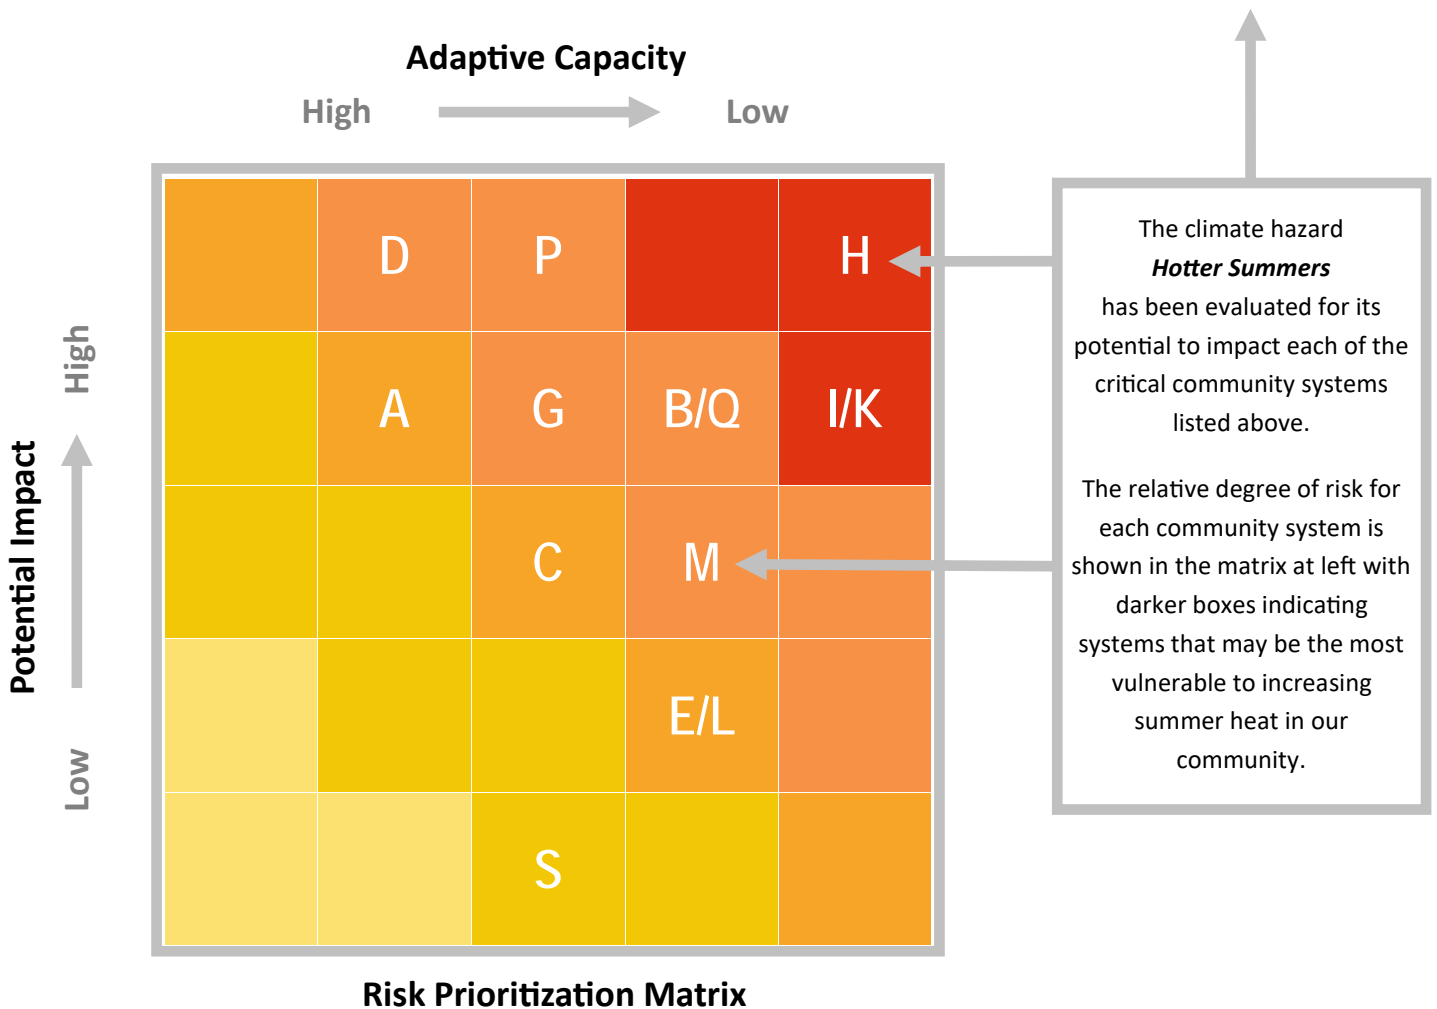 Adaptive Capacity
High
Low
High
Potential Impact
Low
D
P
H
A
G
B/Q
I/K
C
M
E/L
S
Risk Prioritization Matrix
The climate hazard
Hotter Summers
has been evaluated for its
potential to impact each of the
critical community systems
listed above.
The relative degree of risk for
each community system is
shown in the matrix at left with
darker boxes indicating
systems that may be the most
vulnerable to increasing
summer heat in our
community.